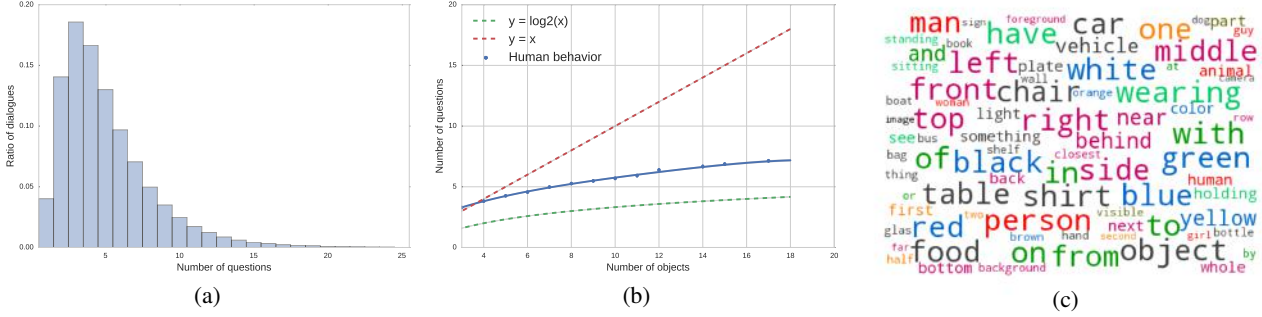 0.20
0.15
0.10
0.05
0.00
Ratio of dialogues
5 10 15 20 25
Number of questions
(a)
20
15
10
5
0
Number of questions
y = log2(x)
y = x
Human behavior
4 6 8 10 12 14 16 18 20
Number of objects
(b)
man sign foreground car one dog part
standing book have vehicle guy
and left plate middle
sitting wall white at animal
front chair orange wearing camera
boat woman color
image top light right near row
see bus something behind with
bag of shelf closest green
thing black in side
back human
or table shirt blue holding
first two person visible yellow
glas red next to
brown hand second girl bottle
far food on from object by
half bottom background whole
(c)